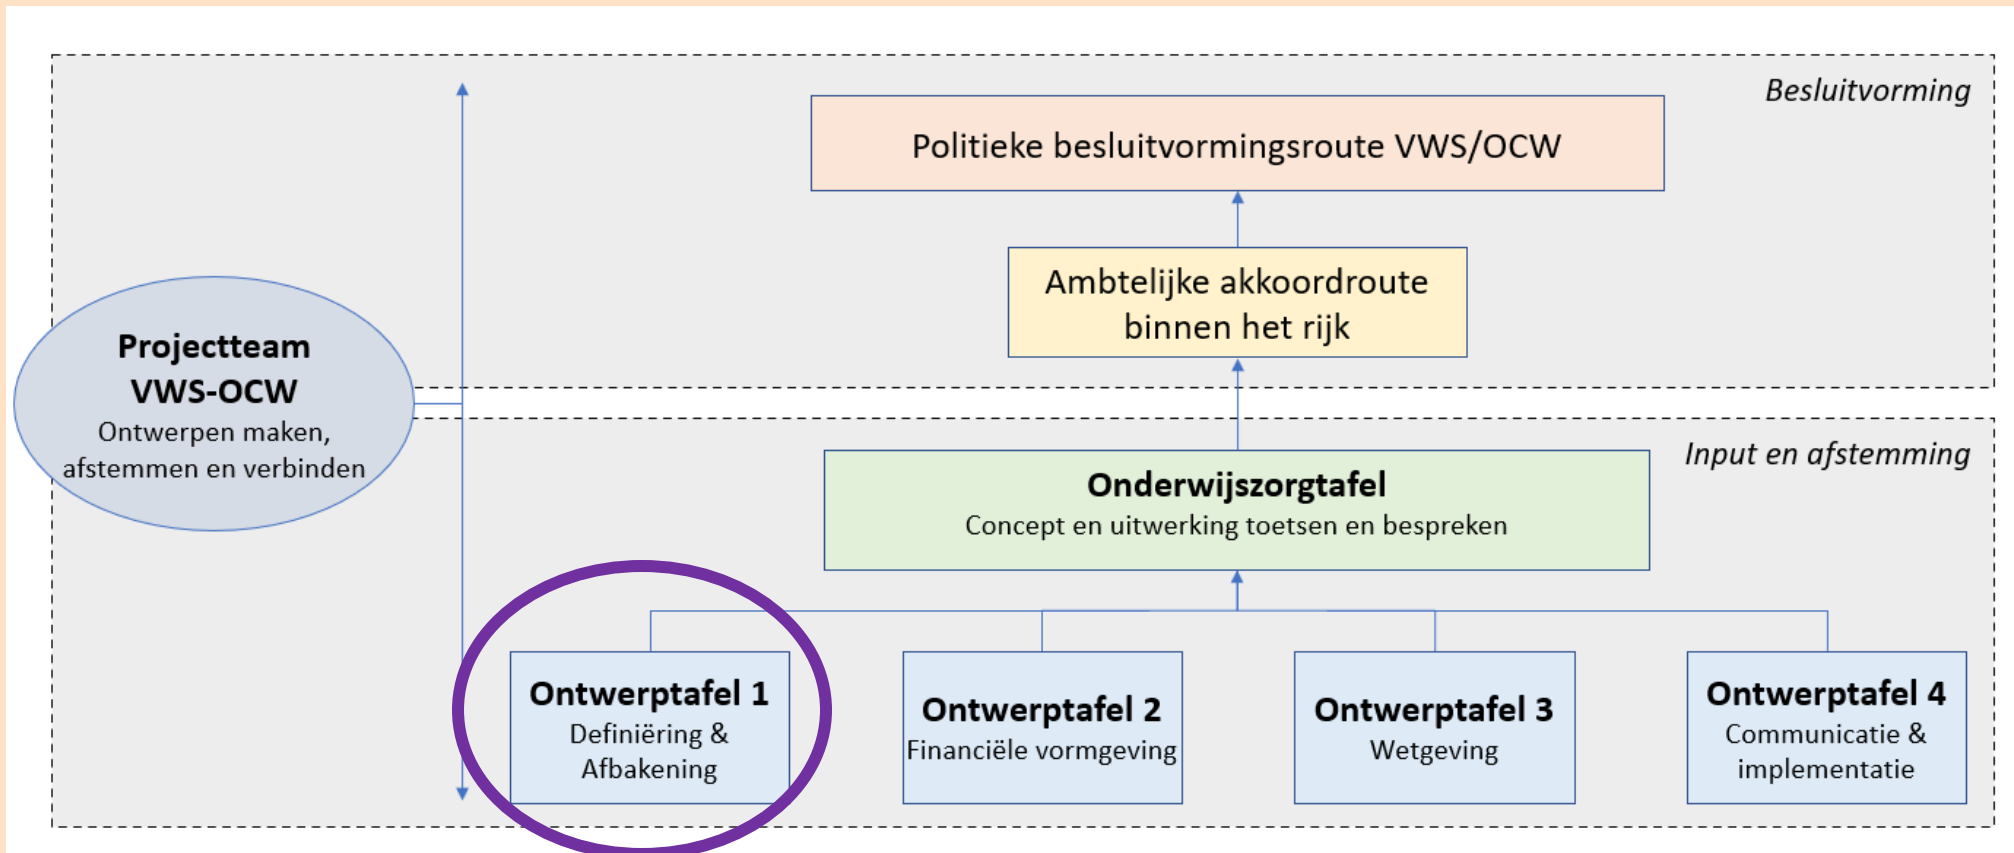 Besluitvorming
Politieke besluitvormingsroute VWS/OCW
Ambtelijke akkoordroute
binnen het rijk
Projectteam
VWS-OCW
Ontwerpen maken,
afstemmen en verbinden
Input en afstemming
Onderwijszorgtafel
Concept en uitwerking toetsen en bespreken
Ontwerptafel 1
Definiëring &
Afbakening
Ontwerptafel 2
Financiële vormgeving
Ontwerptafel 3
Wetgeving
Ontwerptafel 4
Communicatie &
implementatie